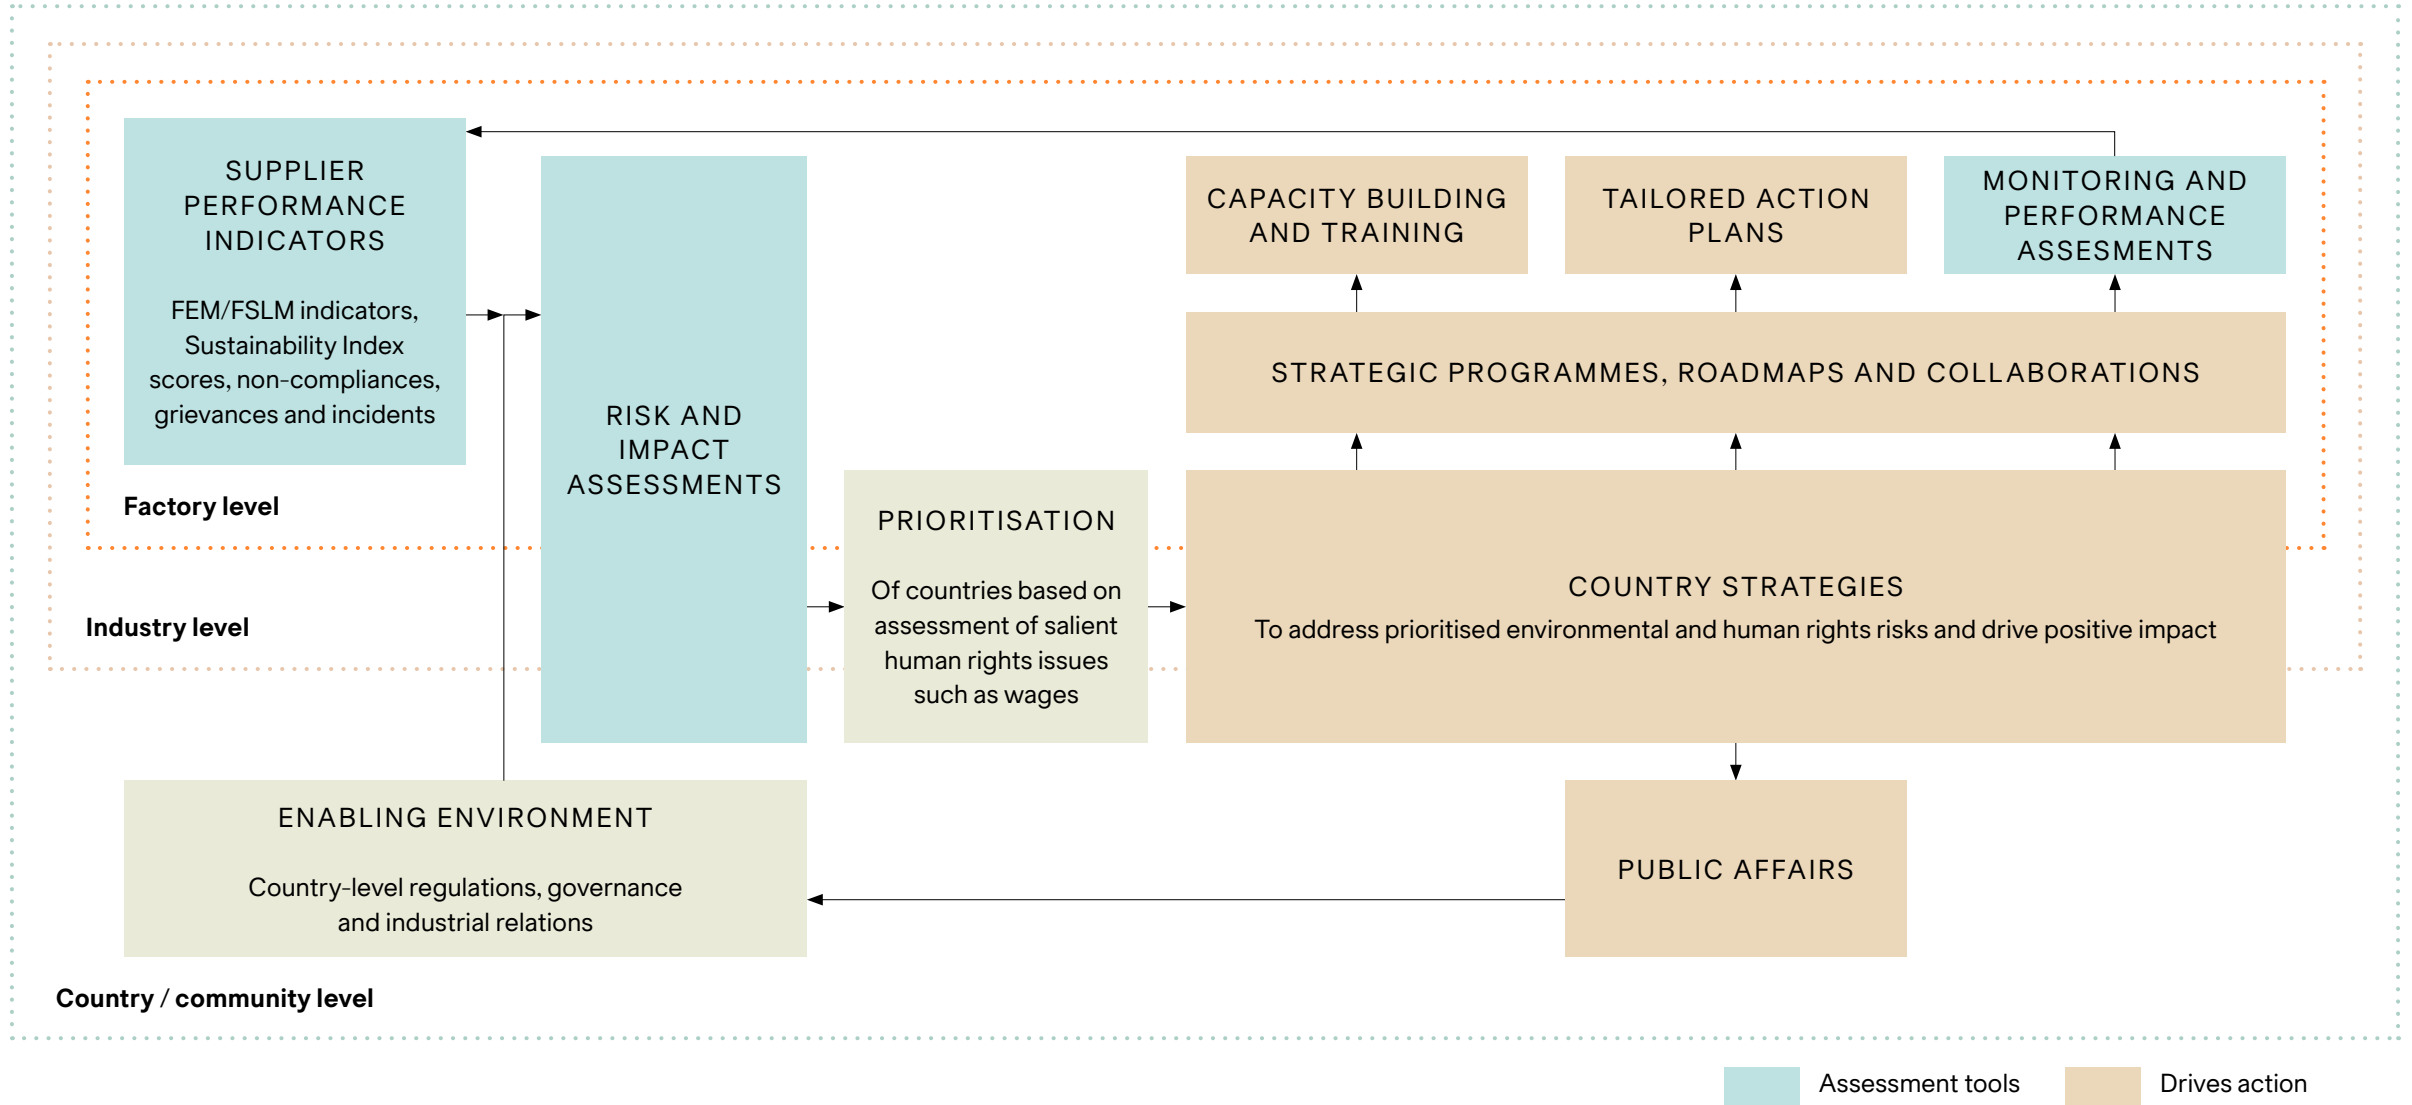 SUPPLIER
PERFORMANCE
INDICATORS
FEM/FSLM indicators,
Sustainability Index
scores, non-compliances,
grievances and incidents
Factory level
Industry level
RISK AND
IMPACT
ASSESSMENTS
PRIORITISATION
Of countries based on
assessment of salient
human rights issues
such as wages
CAPACITY BUILDING
AND TRAINING
TAILORED ACTION
PLANS
MONITORING AND
PERFORMANCE
ASSESMENTS
STRATEGIC PROGRAMMES, ROADMAPS AND COLLABORATIONS
COUNTRY STRATEGIES
To address prioritised environmental and human rights risks and drive positive impact
ENABLING ENVIRONMENT
Country-level regulations, governance
and industrial relations
PUBLIC AFFAIRS
Country / community level
Assessment tools
Drives action